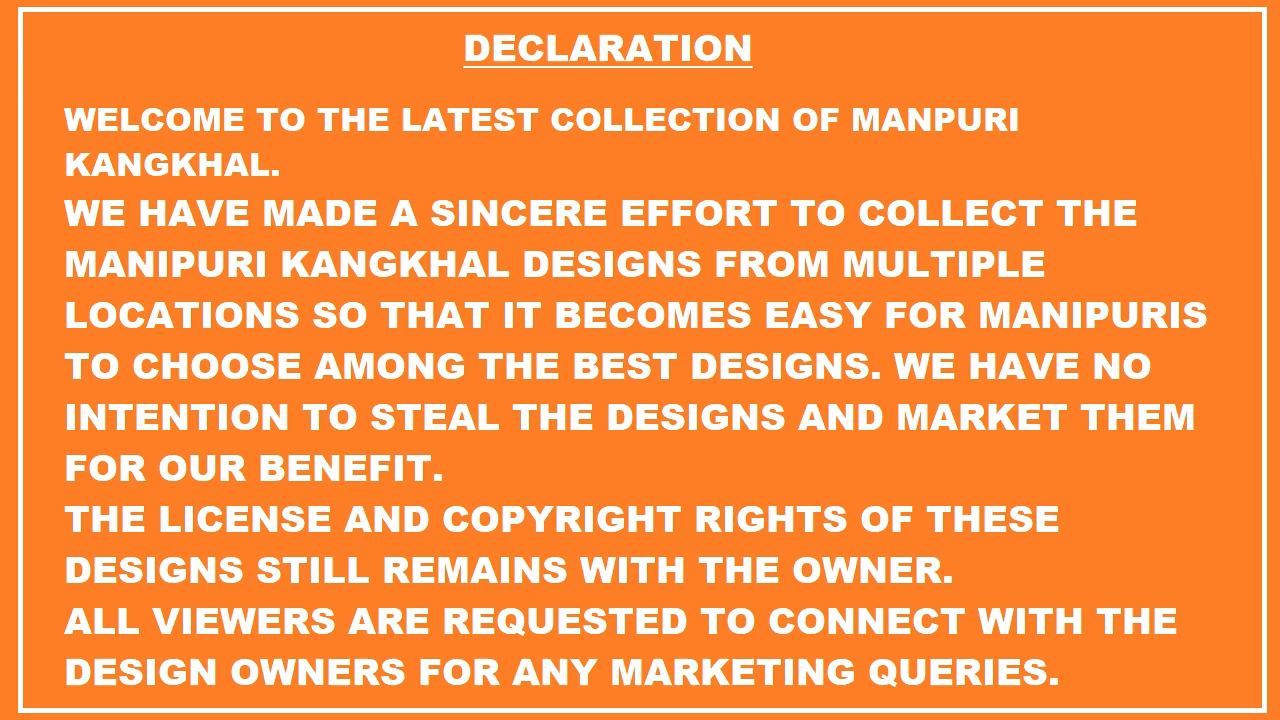 DECLARATION
WELCOME TO THE LATEST COLLECTION OF MANPURI
KANGKHAL.
WE HAVE MADE A SINCERE EFFORT TO COLLECT THE
MANIPURI KANGKHAL DESIGNS FROM MULTIPLE
LOCATIONS SO THAT IT BECOMES EASY FOR MANIPURIS
TO CHOOSE AMONG THE BEST DESIGNS. WE HAVE NO
INTENTION TO STEAL THE DESIGNS AND MARKET THEM
FOR OUR BENEFIT.
THE LICENSE AND COPYRIGHT RIGHTS OF THESE
DESIGNS STILL REMAINS WITH THE OWNER.
ALL VIEWERS ARE REQUESTED TO CONNECT WITH THE
DESIGN OWNERS FOR ANY MARKETING QUERIES.